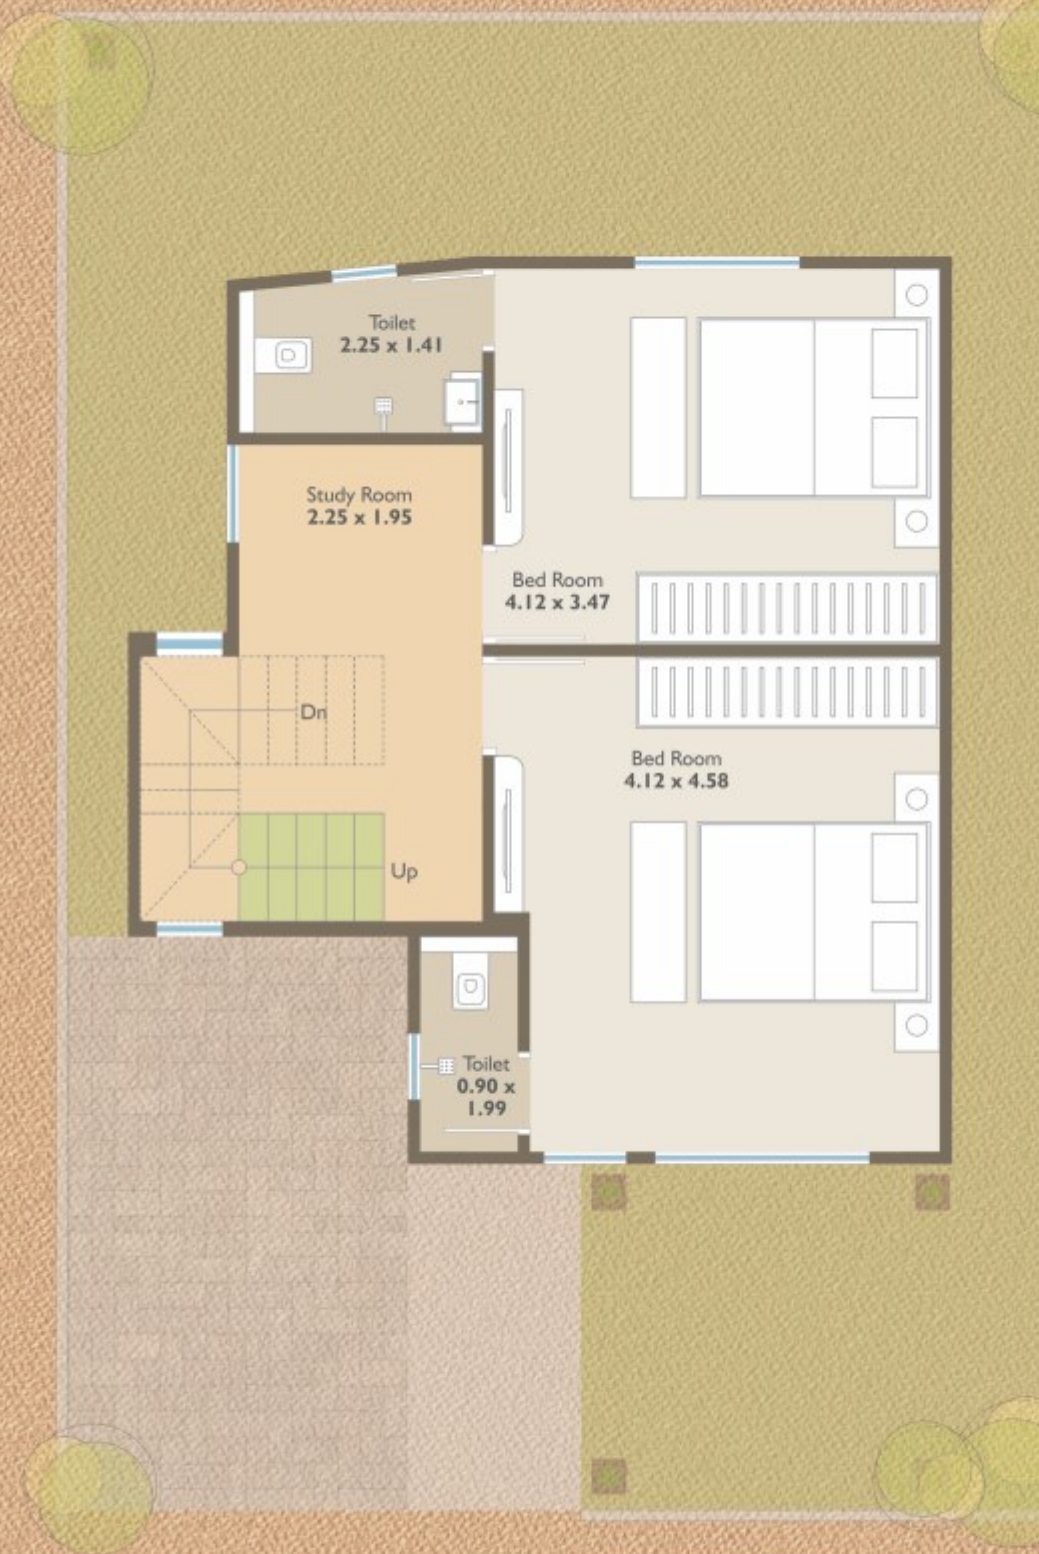 Toilet
2.25 x 1.41
Study Room
2.25 x 1.95
Bed Room
4.12 x 3.47
Dn
Bed Room
4.12 x 4.58
Up
Toilet
0.90 x
1.99